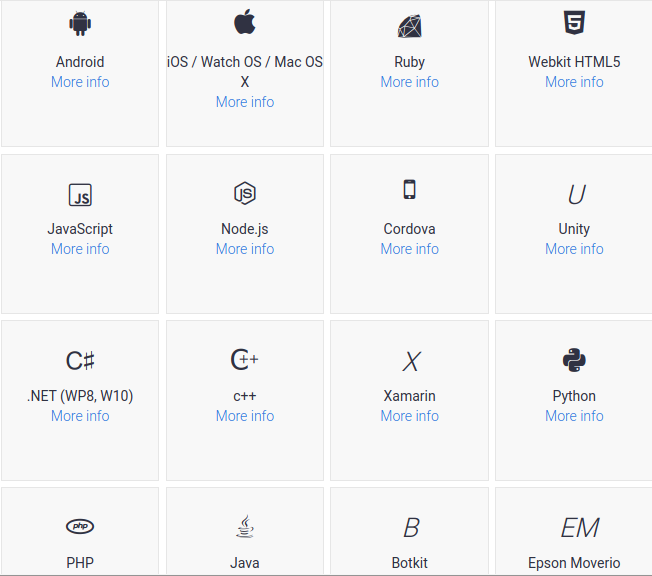 Android
More info
iOS / Watch OS / Mac OS
X
More info
Ruby
More info
5
Webkit HTML5
More info
JS
JavaScript
More info
JS
Node.js
More info
Cordova
More info
U
Unity
More info
C#
.NET (WP8, W10)
More info
C++
c++
More info
X
Xamarin
More info
Python
More info
php
PHP
Java
B
Botkit
EM
Epson Moverio